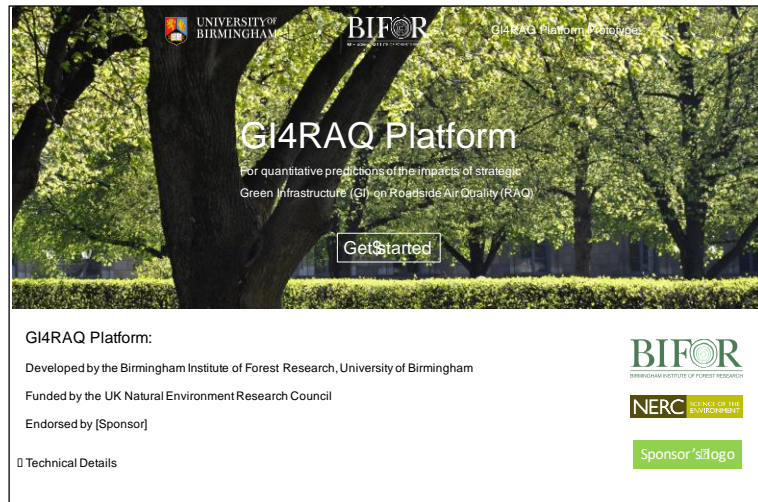 UNIVERSITY OF
BIRMINGHAM
BIFOR
GI4RAQ Platform Prototype
GI4RAQ Platform
For quantitative predictions of the impacts of strategic
Green Infrastructure (GI) on Roadside Air Quality (RAQ)
Get started
GI4RAQ Platform:
Developed by the Birmingham Institute of Forest Research, University of Birmingham
Funded by the UK Natural Environment Research Council
Endorsed by [Sponsor]
Technical Details
BIFOR
BIRMINGHAM INSTITUTE OF FOREST RESEARCH
NERC SCIENCE OF THE
ENVIRONMENT
Sponsor's logo